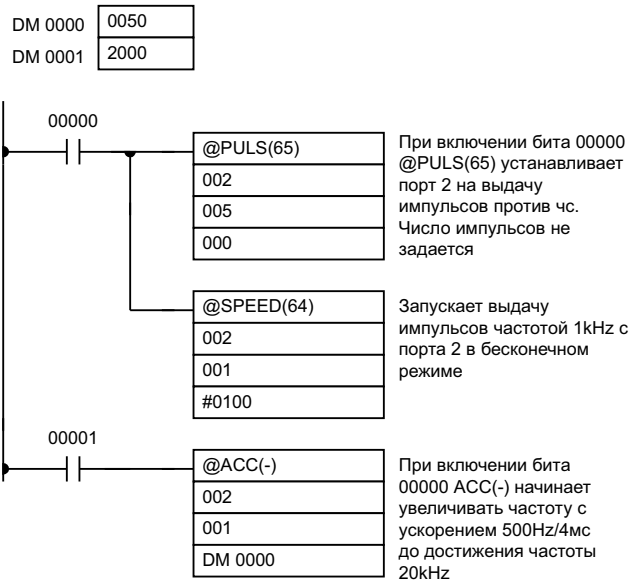 DM 0000 0050
DM 0001 2000
00000
@PULS(65)
002
005
000
При включении бита 00000
@PULS(65) устанавливает
порт 2 на выдачу
импульсов против чс.
Число импульсов не
задается
@SPEED(64)
002
001
#0100
Запускает выдачу
импульсов частотой 1kHz с
порта 2 в бесконечном
режиме
00001
@ACC(-)
002
001
DM 0000
При включении бита
00000 ACC(-) начинает
увеличивать частоту с
ускорением 500Hz/4мс
до достижения частоты
20kHz